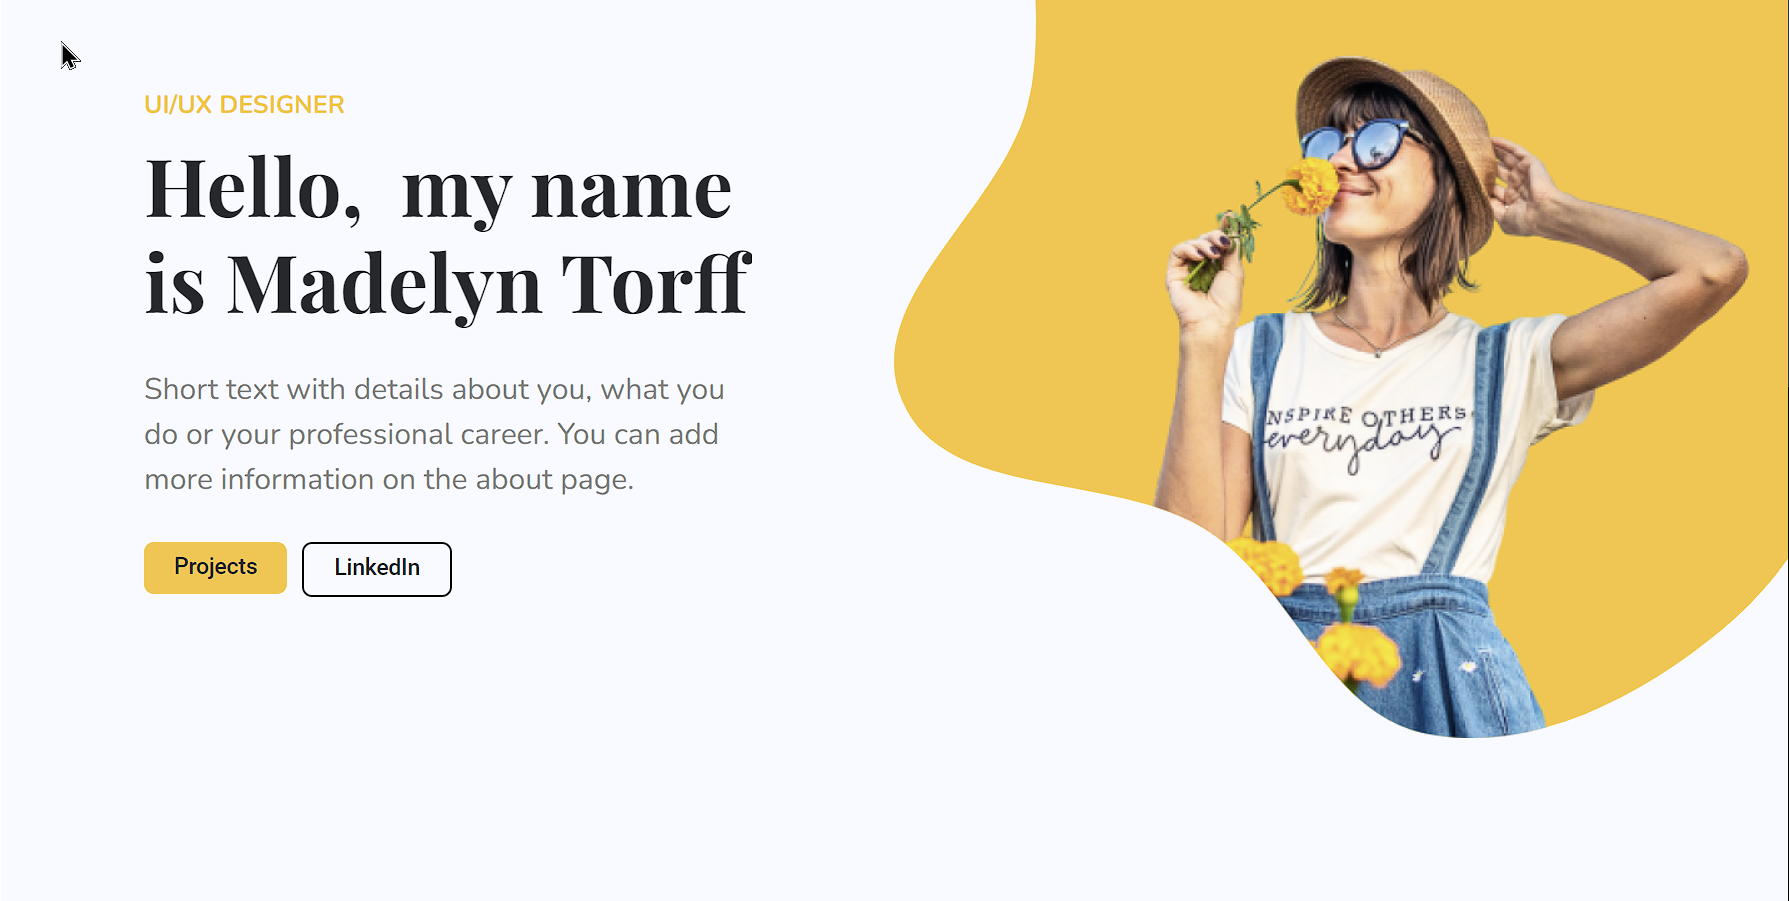 UI/UX DESIGNER
Hello,  my name
is Madelyn Torff
Short text with details about you, what you
do or your professional career. You can add
more information on the about page.
Projects
LinkedIn
NSPIRE OTHERS
everyday